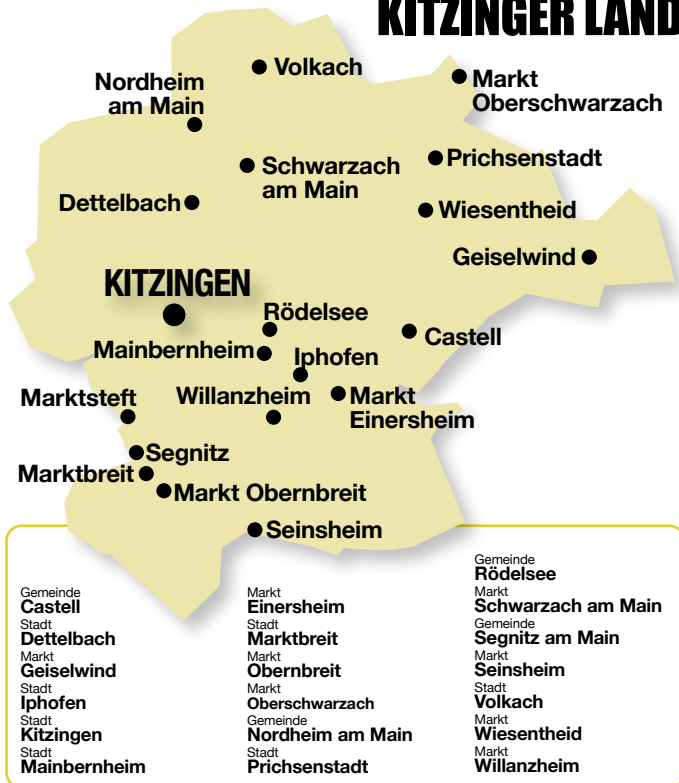 KITZINGER LAND
Volkach
Nordheim
am Main
Markt
Oberschwarzach
Schwarzach
am Main
Prichsenstadt
Dettelbach
Wiesentheid
Geiselwind
KITZINGEN
Rödelsee
Mainbernheim
Iphofen
Castell
Marktsteft
Willanzheim
Markt
Einersheim
Segnitz
Marktbreit
Markt Obernbreit
Seinsheim
Gemeinde
Castell
Stadt
Dettelbach
Markt
Geiselwind
Stadt
Iphofen
Stadt
Kitzingen
Stadt
Mainbernheim
Markt
Einersheim
Stadt
Marktbreit
Markt
Obernbreit
Markt
Oberschwarzach
Gemeinde
Nordheim am Main
Stadt
Prichsenstadt
Gemeinde
Rödelsee
Markt
Schwarzach am Main
Gemeinde
Segnitz am Main
Markt
Seinsheim
Stadt
Volkach
Markt
Wiesentheid
Markt
Willanzheim